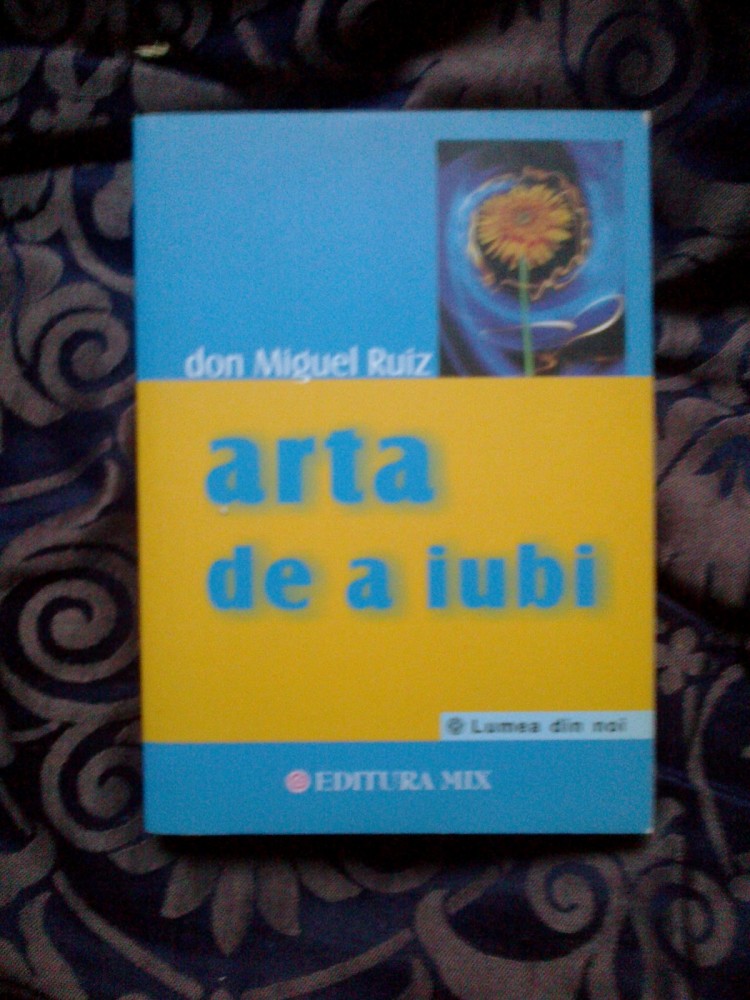 don Miguel Ruiz
arta
de a iubi
Lumea din noi
EDITURA MIX